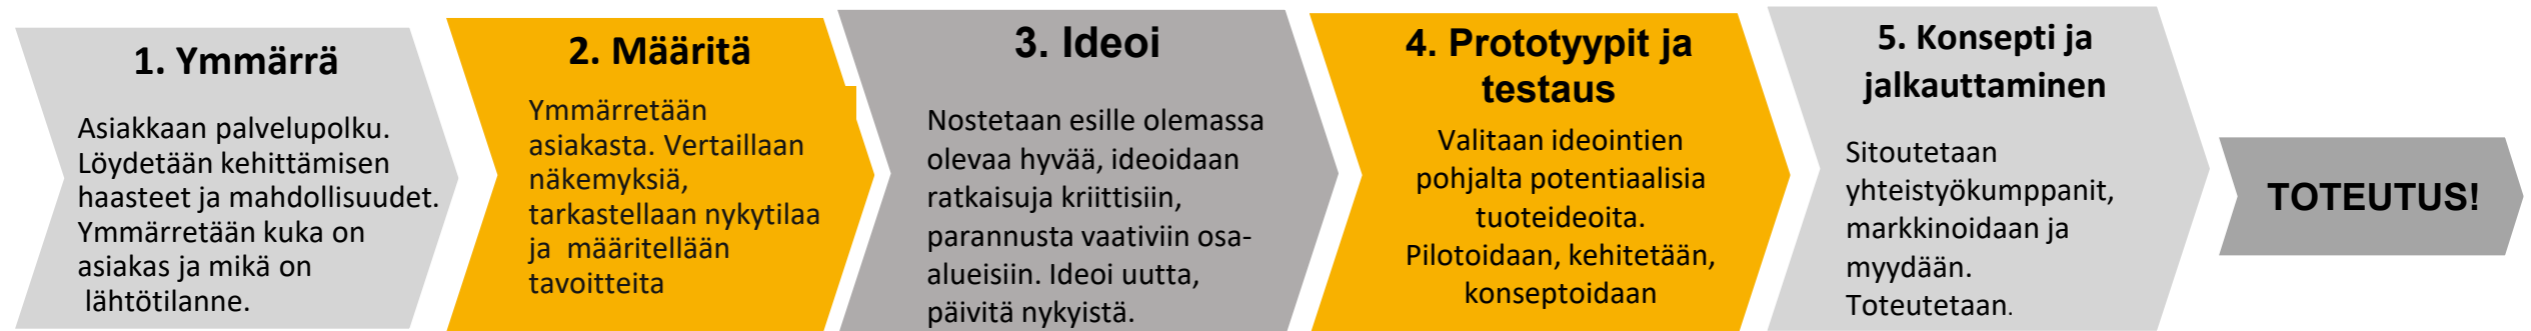 1. Ymmärrä
Asiakkaan palvelupolku.
Löydetään kehittämisen
haasteet ja mahdollisuudet.
Ymmärretään kuka on
asiakas ja mikä on
lähtötilanne.
2. Määritä
Ymmärretään
asiakasta. Vertaillaan
näkemyksiä,
tarkastellaan nykytilaa
ja  määritellään
tavoitteita
3. Ideoi
Nostetaan esille olemassa
olevaa hyvää, ideoidaan
ratkaisuja kriittisiin,
parannusta vaativiin osa-
alueisiin. Ideoi uutta,
päivitä nykyistä.
4. Prototyypit ja
testaus
Valitaan ideointien
pohjalta potentiaalisia
tuoteideoita.
Pilotoidaan, kehitetään,
konseptoidaan
5. Konsepti ja
jalkauttaminen
Sitoutetaan
yhteistyökumppanit,
markkinoidaan ja
myydään.
Toteutetaan.
TOTEUTUS!